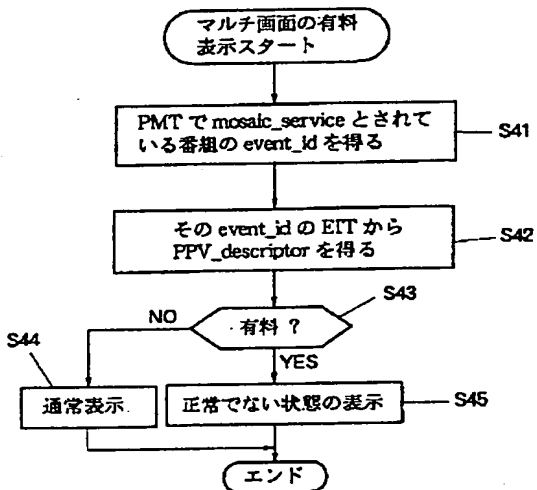 マルチ画面の有料
表示スタート
PMT で mosaic_service とされて
いる番組の event_id を得る
S41
その event_id の EIT から
PPV_descriptor を得る
S42
S43
有料 ?
NO
YES
S44
通常表示
正常でない状態の表示
S45
エンド